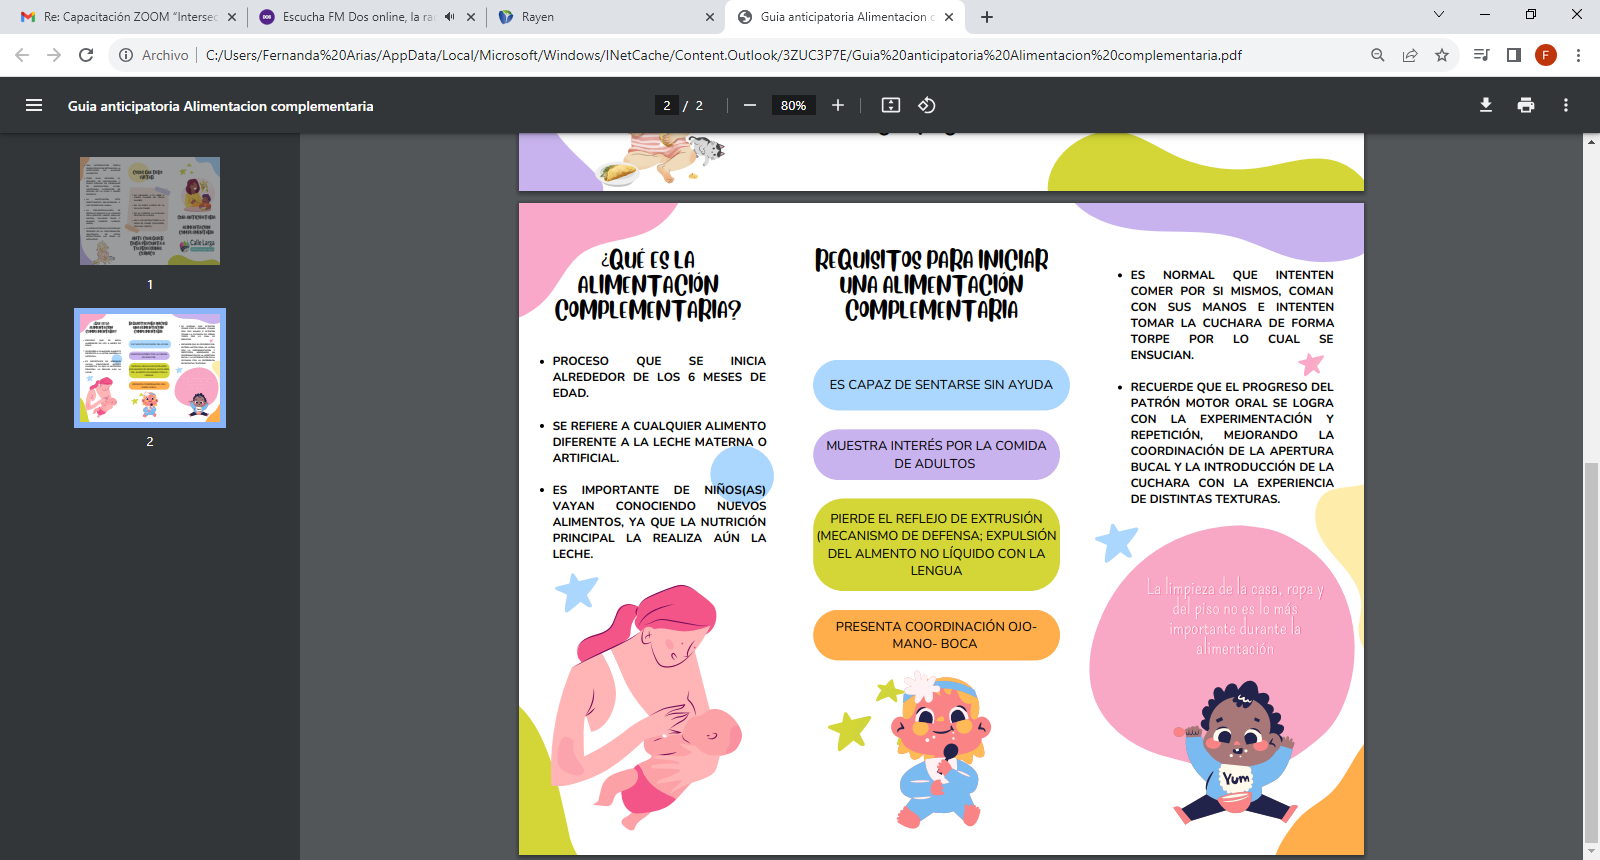 Re: Capacitación ZOOM "Intersec
Escucha FM Dos online, la ra
Rayen
Guia anticipatoria Alimentacion c
Archivo
C:/Users/Fernanda%20Arias/AppData/Local/Microsoft/Windows/INetCache/Content.Outlook/3ZUC3P7E/Guia%20anticipatoria%20Alimentacion%20complementaria.pdf
F
Guia anticipatoria Alimentacion complementaria
2 / 2
80%
GUIA ANTICIPATORIA
ALIMENTACIÓN
COMPLEMENTARIA
Calle Larga
1
2
¿QUÉ ES LA
ALIMENTACIÓN
COMPLEMENTARIA?
PROCESO QUE SE INICIA
ALREDEDOR DE LOS 6 MESES DE
EDAD.
SE REFIERE A CUALQUIER ALIMENTO
DIFERENTE A LA LECHE MATERNA O
ARTIFICIAL.
ES IMPORTANTE DE NIÑOS(AS)
VAYAN CONOCIENDO NUEVOS
ALIMENTOS, YA QUE LA NUTRICIÓN
PRINCIPAL LA REALIZA AÚN LA
LECHE.
REQUISITOS PARA INICIAR
UNA ALIMENTACIÓN
COMPLEMENTARIA
ES CAPAZ DE SENTARSE SIN AYUDA
MUESTRA INTERÉS POR LA COMIDA
DE ADULTOS
PIERDE EL REFLEJO DE EXTRUSIÓN
(MECANISMO DE DEFENSA; EXPULSIÓN
DEL ALMENTO NO LÍQUIDO CON LA
LENGUA
PRESENTA COORDINACIÓN OJO-
MANO- BOCA
ES NORMAL QUE INTENTEN
COMER POR SI MISMOS, COMAN
CON SUS MANOS E INTENTEN
TOMAR LA CUCHARA DE FORMA
TORPE POR LO CUAL SE
ENSUCIAN.
RECUERDE QUE EL PROGRESO DEL
PATRÓN MOTOR ORAL SE LOGRA
CON LA EXPERIMENTACIÓN Y
REPETICIÓN, MEJORANDO LA
COORDINACIÓN DE LA APERTURA
BUCAL Y LA INTRODUCCIÓN DE LA
CUCHARA CON LA EXPERIENCIA
DE DISTINTAS TEXTURAS.
La limpieza de la casa, ropa y
del piso no es lo más
importante durante la
alimentación
Yum